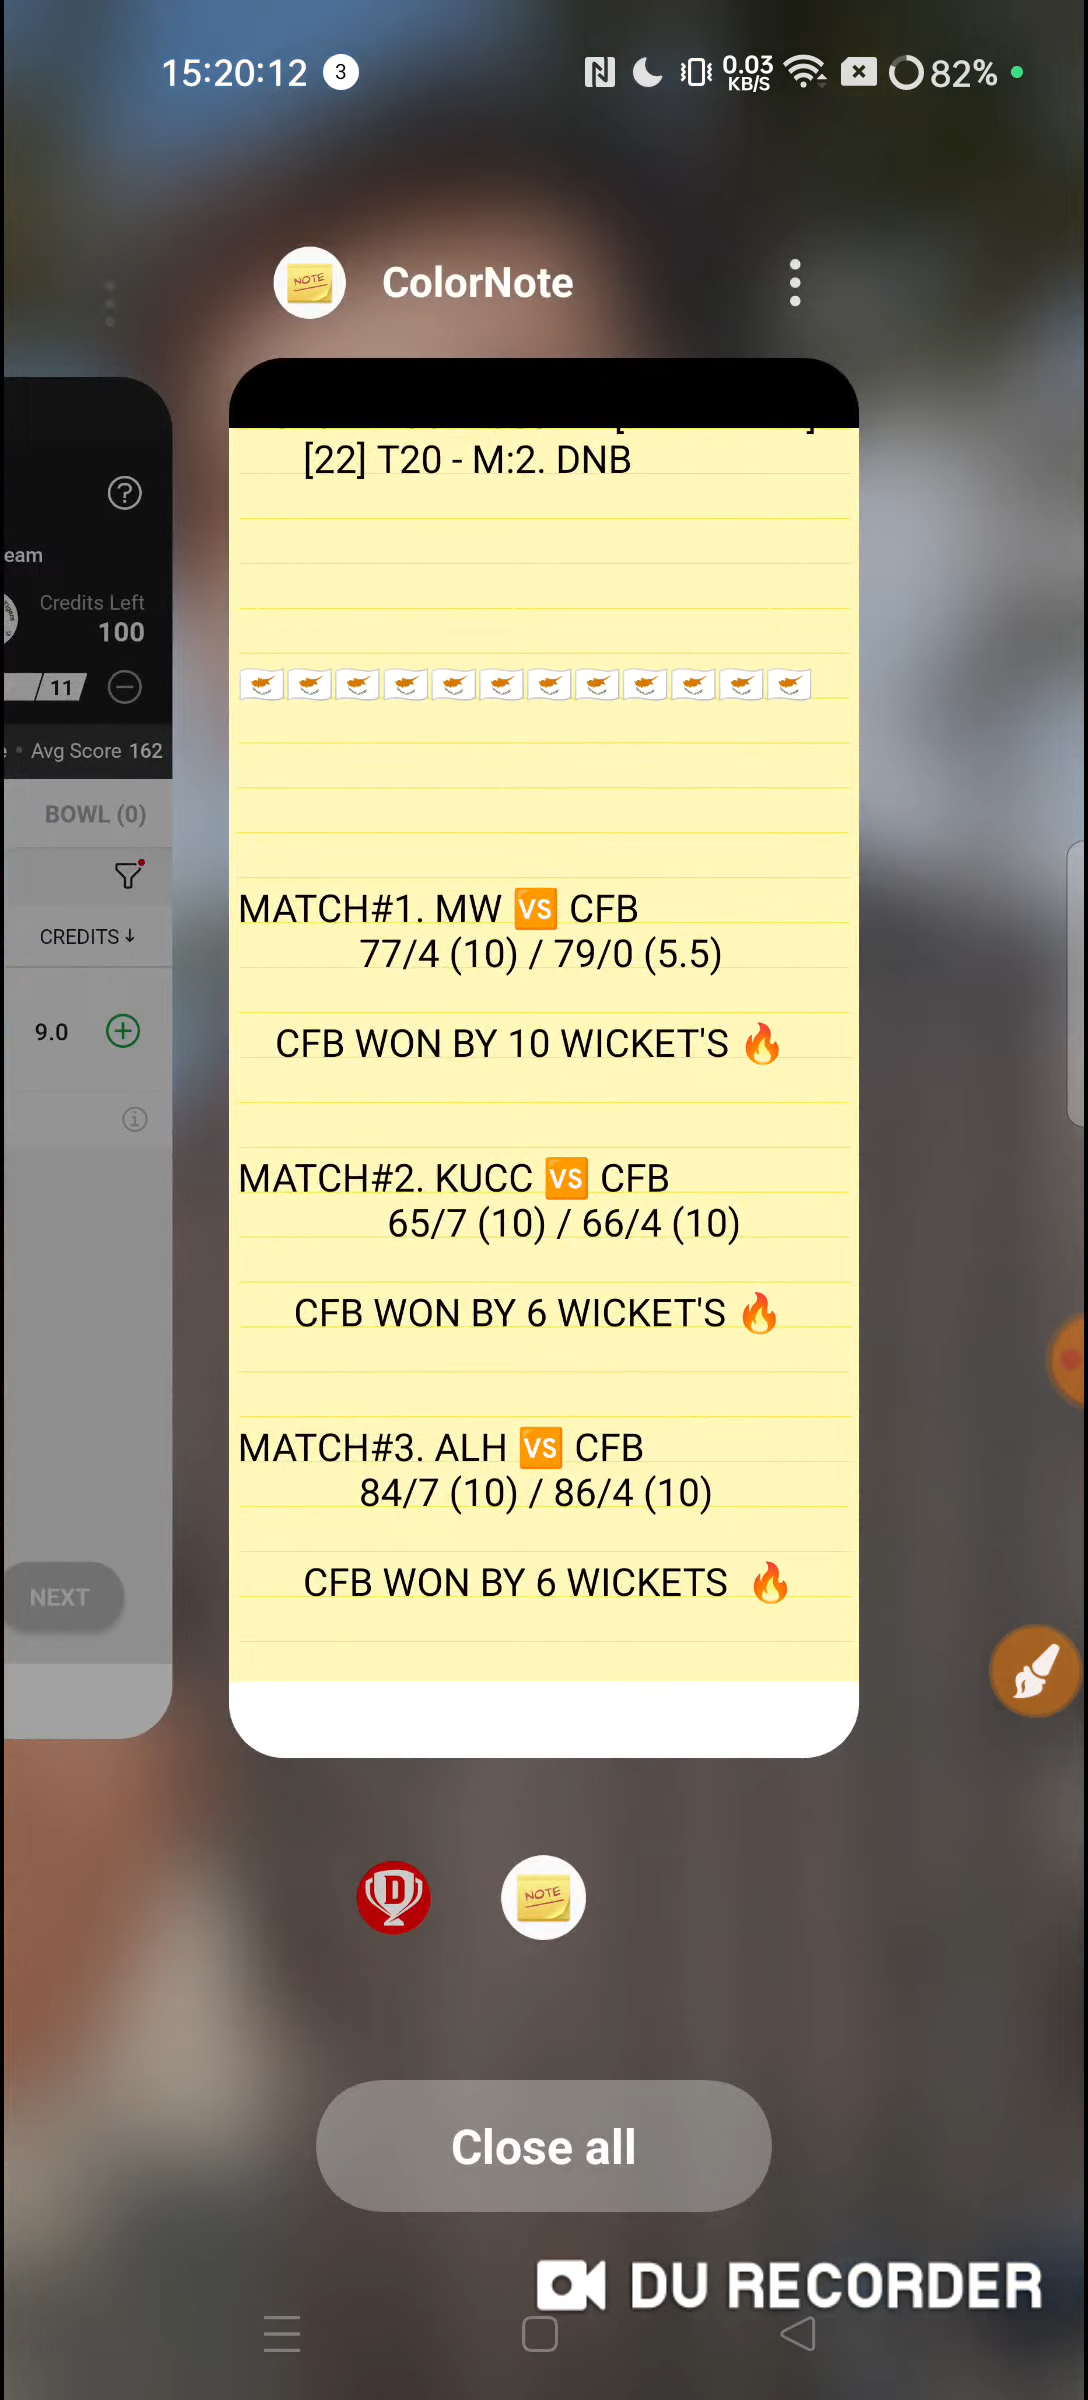 15:20:12 3
0.03 KB/S 82%
NOTE ColorNote
[22] T20 - M:2. DNB
eam
Credits Left
100
11
Avg Score 162
BOWL (0)
CREDITS ↓
9.0
NEXT
MATCH#1. MW 🆚 CFB
77/4 (10) / 79/0 (5.5)
CFB WON BY 10 WICKET'S 🔥
MATCH#2. KUCC 🆚 CFB
65/7 (10) / 66/4 (10)
CFB WON BY 6 WICKET'S 🔥
MATCH#3. ALH 🆚 CFB
84/7 (10) / 86/4 (10)
CFB WON BY 6 WICKETS 🔥
D NOTE
Close all
DU RECORDER